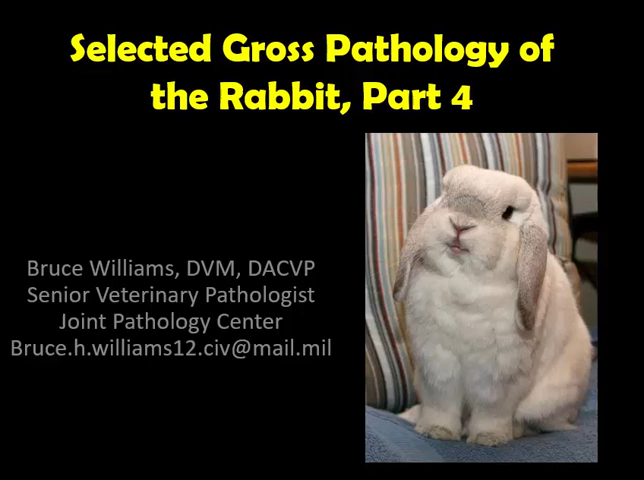 Selected Gross Pathology of
the Rabbit, Part 4
Bruce Williams, DVM, DACVP
Senior Veterinary Pathologist
Joint Pathology Center
Bruce.h.williams12.civ@mail.mil